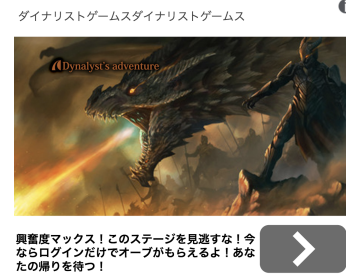 ダイナリストゲームスダイナリストゲームス
Dynalyst's adventure
興奮度マックス！このステージを見逃すな！今
ならログインだけでオーブがもらえるよ！あな
たの帰りを待つ！